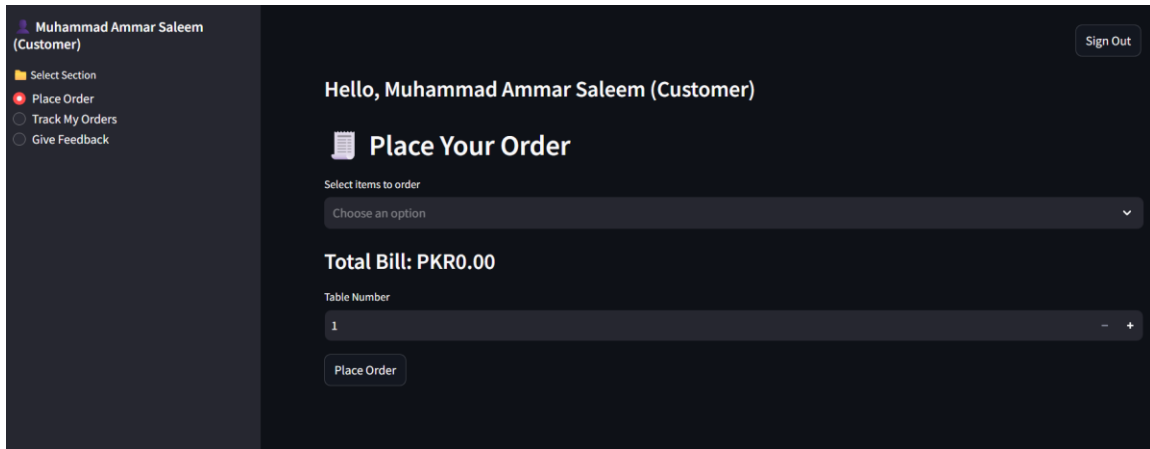 Muhammad Ammar Saleem
(Customer)
Select Section
Place Order
Track My Orders
Give Feedback
Sign Out
Hello, Muhammad Ammar Saleem (Customer)
Place Your Order
Select items to order
Choose an option
Total Bill: PKR0.00
Table Number
1
Place Order